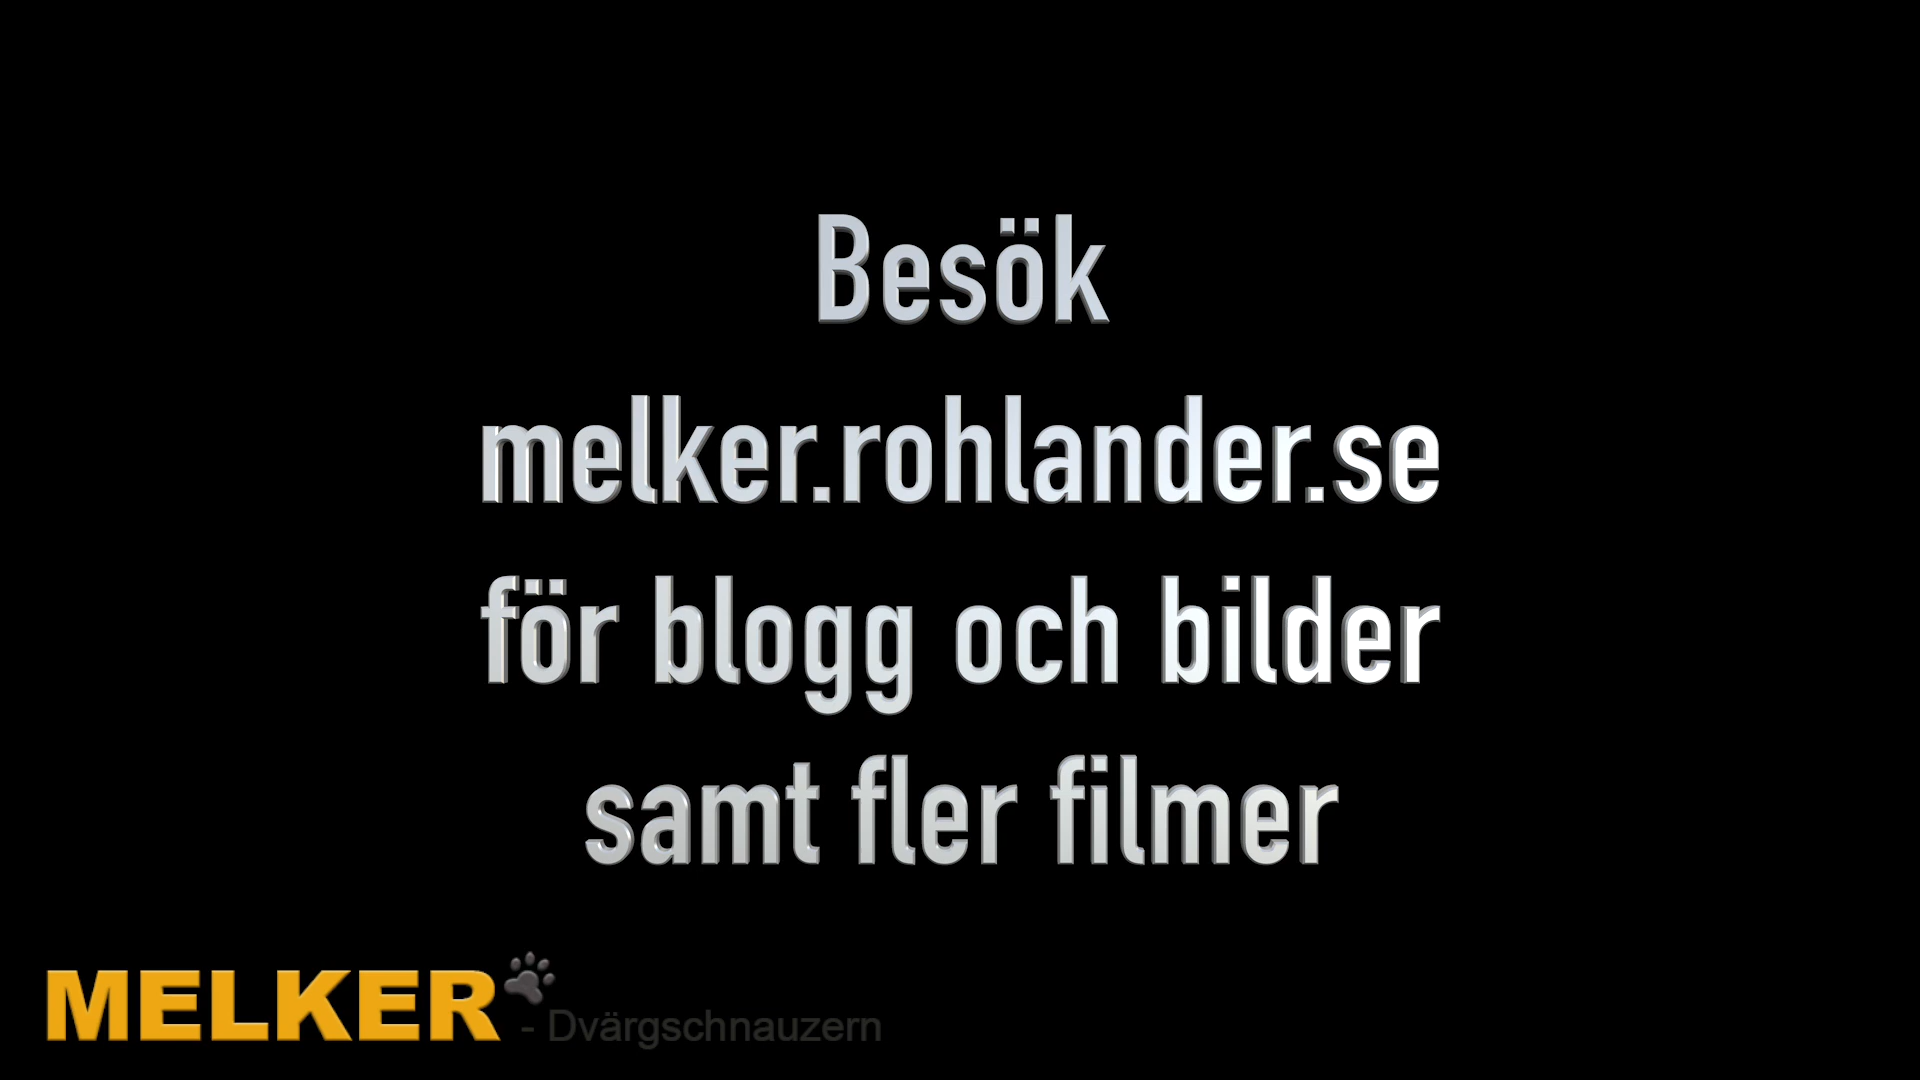 Besök
melker.rohlander.se
för blogg och bilder
samt fler filmer
MELKER
- Dvärgschnauzern